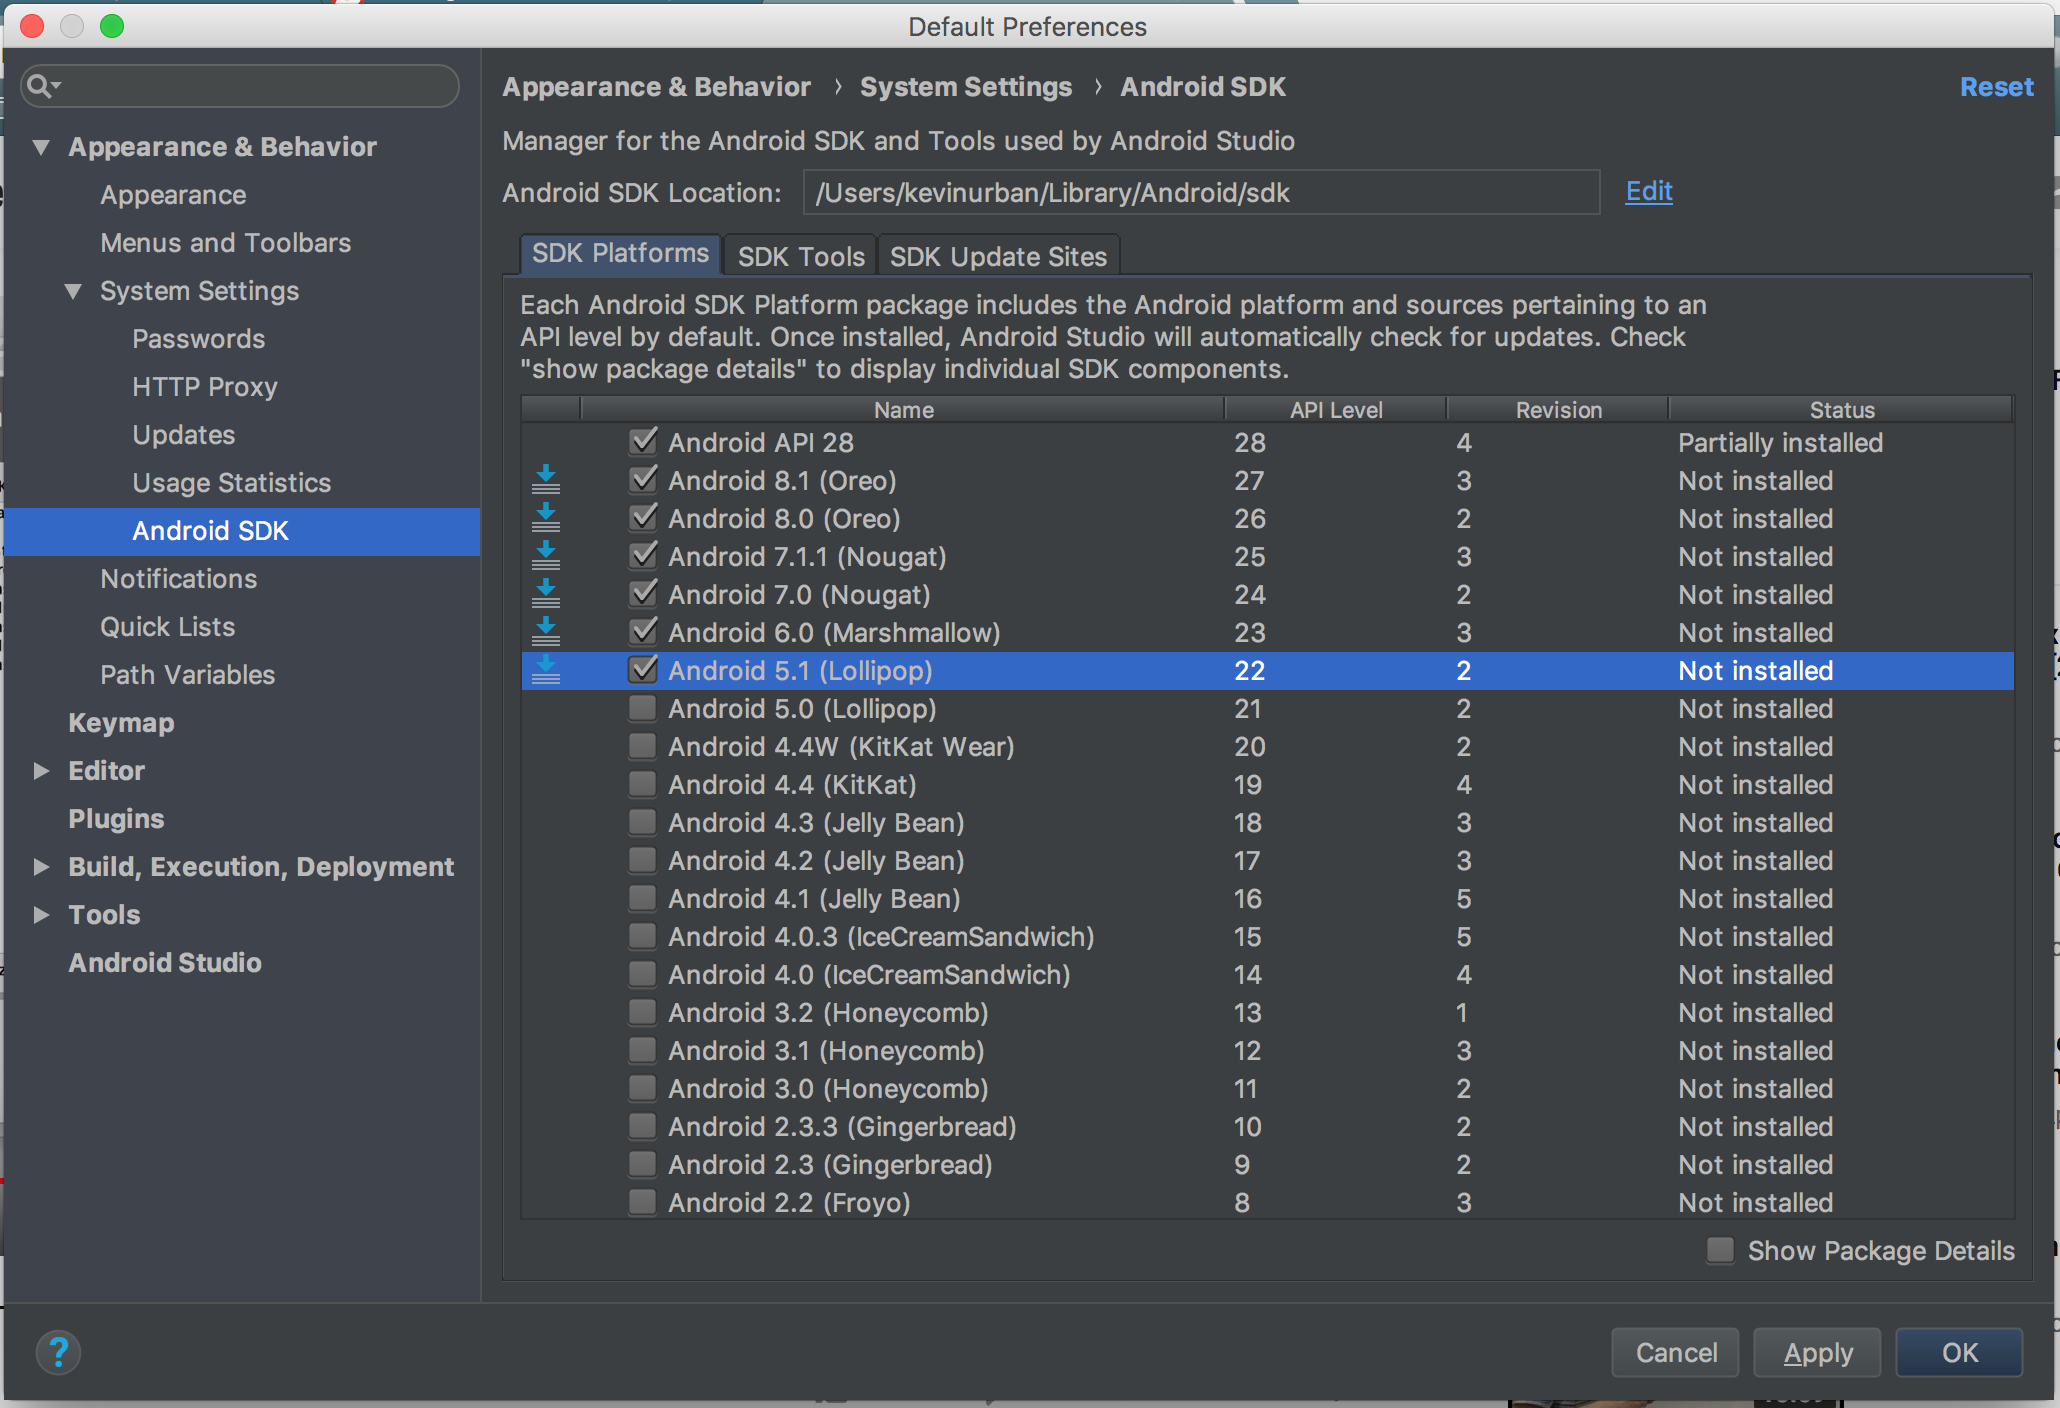 Default Preferences
Appearance & Behavior
Appearance
Menus and Toolbars
System Settings
Passwords
HTTP Proxy
Updates
Usage Statistics
Android SDK
Notifications
Quick Lists
Path Variables
Keymap
Editor
Plugins
Build, Execution, Deployment
Tools
Android Studio
Appearance & Behavior › System Settings › Android SDK Reset
Manager for the Android SDK and Tools used by Android Studio
Android SDK Location: /Users/kevinurban/Library/Android/sdk Edit
SDK Platforms SDK Tools SDK Update Sites
Each Android SDK Platform package includes the Android platform and sources pertaining to an
API level by default. Once installed, Android Studio will automatically check for updates. Check
"show package details" to display individual SDK components.
Name API Level Revision Status
Android API 28 28 4 Partially installed
Android 8.1 (Oreo) 27 3 Not installed
Android 8.0 (Oreo) 26 2 Not installed
Android 7.1.1 (Nougat) 25 3 Not installed
Android 7.0 (Nougat) 24 2 Not installed
Android 6.0 (Marshmallow) 23 3 Not installed
Android 5.1 (Lollipop) 22 2 Not installed
Android 5.0 (Lollipop) 21 2 Not installed
Android 4.4W (KitKat Wear) 20 2 Not installed
Android 4.4 (KitKat) 19 4 Not installed
Android 4.3 (Jelly Bean) 18 3 Not installed
Android 4.2 (Jelly Bean) 17 3 Not installed
Android 4.1 (Jelly Bean) 16 5 Not installed
Android 4.0.3 (IceCreamSandwich) 15 5 Not installed
Android 4.0 (IceCreamSandwich) 14 4 Not installed
Android 3.2 (Honeycomb) 13 1 Not installed
Android 3.1 (Honeycomb) 12 3 Not installed
Android 3.0 (Honeycomb) 11 2 Not installed
Android 2.3.3 (Gingerbread) 10 2 Not installed
Android 2.3 (Gingerbread) 9 2 Not installed
Android 2.2 (Froyo) 8 3 Not installed
Show Package Details
? Cancel Apply OK